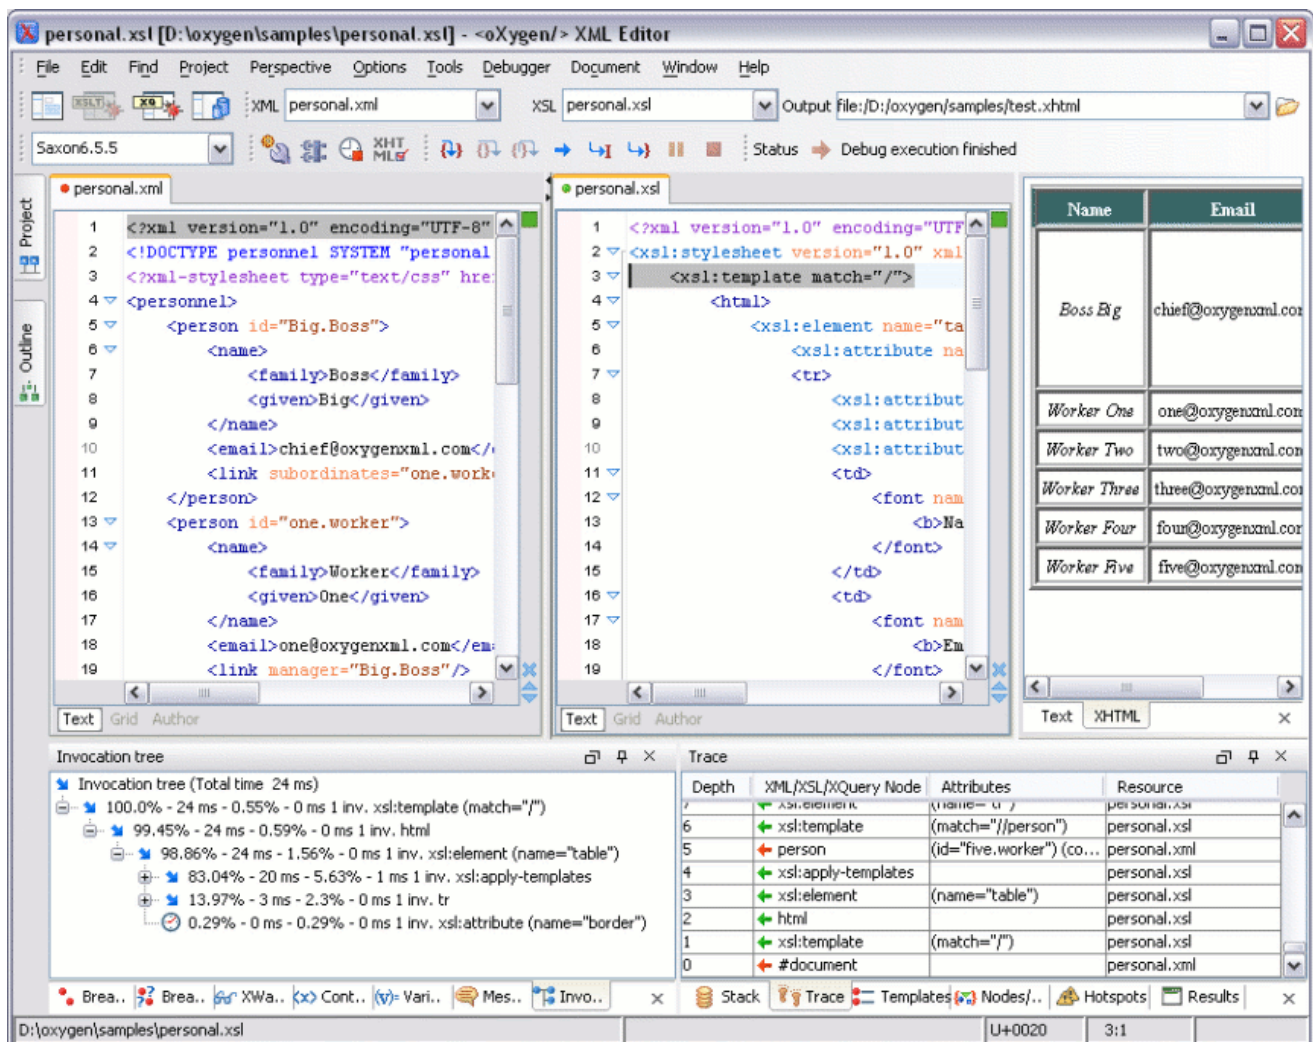 personal.xsl [D:\oxygen\samples\personal.xsl] - <oXygen/> XML Editor
File Edit Find Project Perspective Options Tools Debugger Document Window Help
XSLT XQ XML personal.xml XSL personal.xsl Output file:/D:/oxygen/samples/test.xhtml
Saxon6.5.5 XHT MLs Status Debug execution finished
Project
Outline
personal.xml
1 <?xml version="1.0" encoding="UTF-8"
2 <!DOCTYPE personnel SYSTEM "personal
3 <?xml-stylesheet type="text/css" hre
4 <personnel>
5 <person id="Big.Boss">
6 <name>
7 <family>Boss</family>
8 <given>Big</given>
9 </name>
10 <email>chief@oxygenxml.com</
11 <link subordinates="one.work
12 </person>
13 <person id="one.worker">
14 <name>
15 <family>Worker</family>
16 <given>One</given>
17 </name>
18 <email>one@oxygenxml.com</em
19 <link manager="Big.Boss"/>
Text Grid Author
personal.xsl
1 <?xml version="1.0" encoding="UTF
2 <xsl:stylesheet version="1.0" xml
3 <xsl:template match="/">
4 <html>
5 <xsl:element name="ta
6 <xsl:attribute na
7 <tr>
8 <xsl:attribut
9 <xsl:attribut
10 <xsl:attribut
11 <td>
12 <font nam
13 <b>Na
14 </font>
15 </td>
16 <td>
17 <font nam
18 <b>Em
19 </font>
Text Grid Author
Name Email
Boss Big chief@oxygenxml.com
Worker One one@oxygenxml.com
Worker Two two@oxygenxml.com
Worker Three three@oxygenxml.co
Worker Four four@oxygenxml.com
Worker Five five@oxygenxml.com
Text XHTML
Invocation tree
Invocation tree (Total time 24 ms)
100.0% - 24 ms - 0.55% - 0 ms 1 inv. xsl:template (match="/")
99.45% - 24 ms - 0.59% - 0 ms 1 inv. html
98.86% - 24 ms - 1.56% - 0 ms 1 inv. xsl:element (name="table")
83.04% - 20 ms - 5.63% - 1 ms 1 inv. xsl:apply-templates
13.97% - 3 ms - 2.3% - 0 ms 1 inv. tr
0.29% - 0 ms - 0.29% - 0 ms 1 inv. xsl:attribute (name="border")
Brea.. Brea.. XWa.. Cont.. Vari.. Mes.. Invo..
Trace
Depth XML/XSL/XQuery Node Attributes Resource
7 xsl:element (name="tr") personal.xsl
6 xsl:template (match="//person") personal.xsl
5 person (id="five.worker") (co... personal.xml
4 xsl:apply-templates personal.xsl
3 xsl:element (name="table") personal.xsl
2 html personal.xsl
1 xsl:template (match="/") personal.xsl
0 #document personal.xml
Stack Trace Templates Nodes/.. Hotspots Results
D:\oxygen\samples\personal.xsl U+0020 3:1